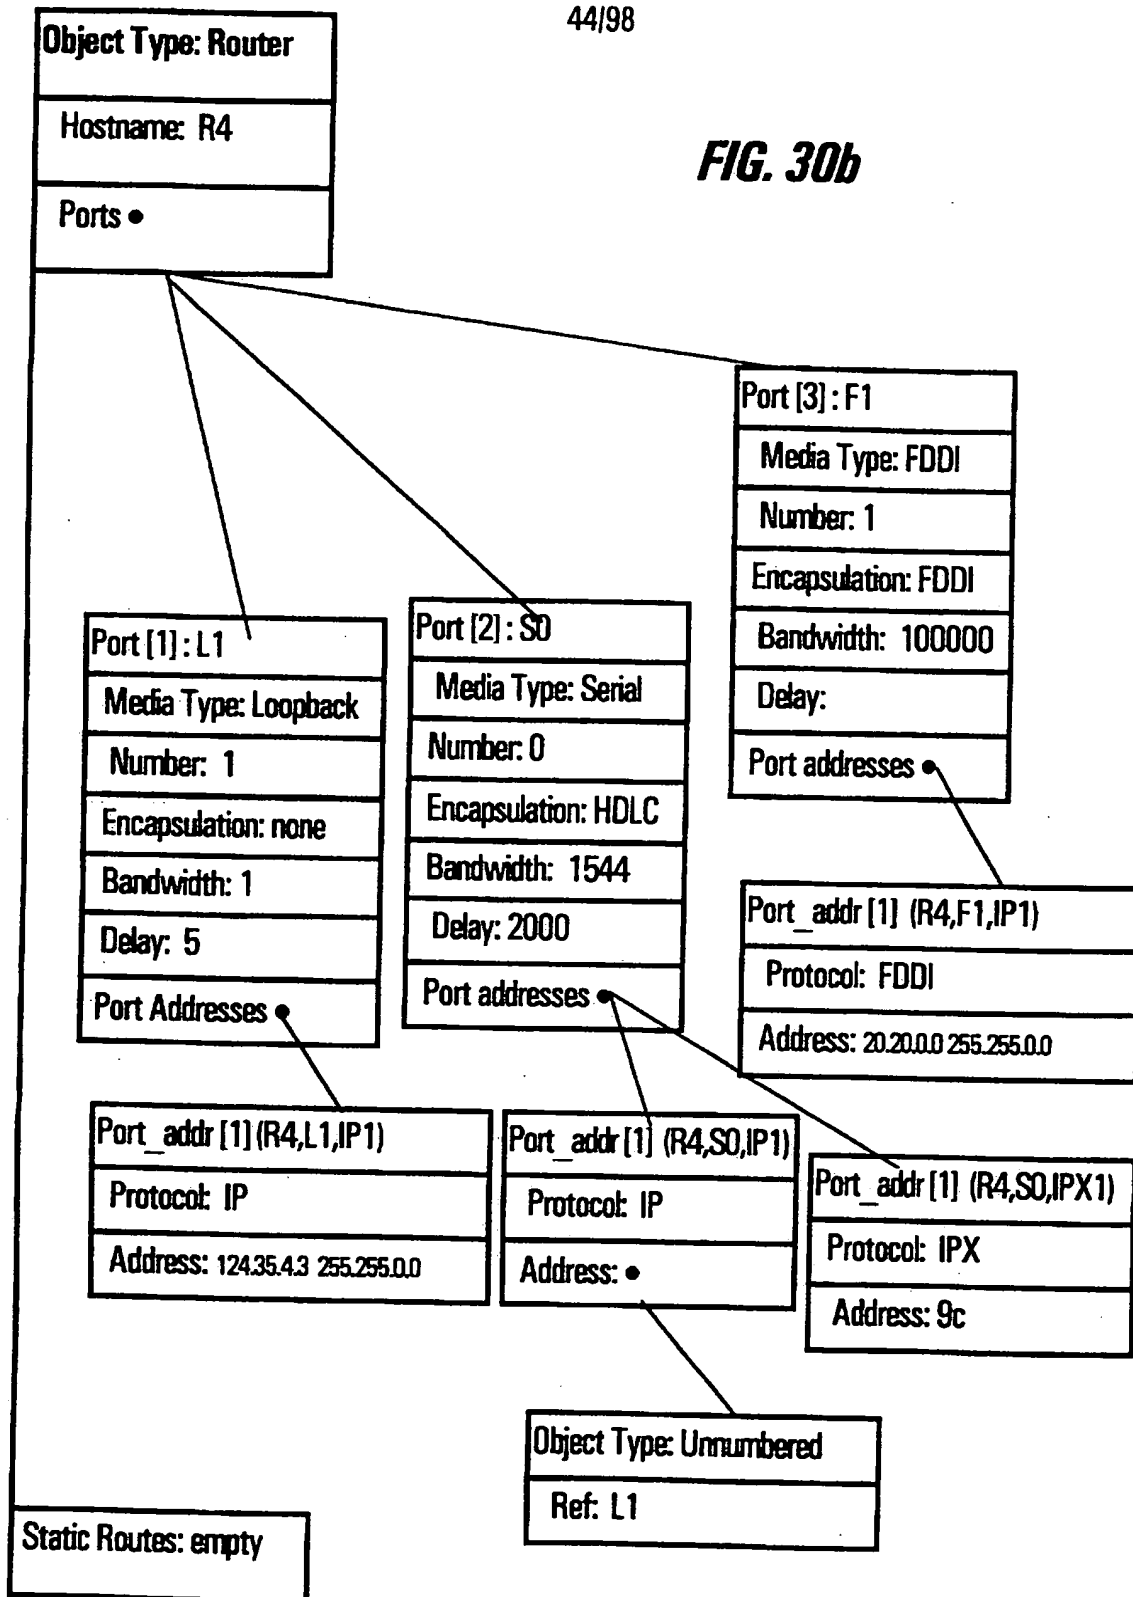 44/98
Object Type: Router
Hostname: R4
Ports
FIG. 30b
Port [3] : F1
Media Type: FDDI
Number: 1
Encapsulation: FDDI
Bandwidth: 100000
Delay:
Port addresses
Port [1] : L1
Media Type: Loopback
Number: 1
Encapsulation: none
Bandwidth: 1
Delay: 5
Port Addresses
Port [2] : S0
Media Type: Serial
Number: 0
Encapsulation: HDLC
Bandwidth: 1544
Delay: 2000
Port addresses
Port_addr [1] (R4,F1,IP1)
Protocol: FDDI
Address: 20.20.0.0 255.255.0.0
Port_addr [1] (R4,L1,IP1)
Protocol: IP
Address: 124.35.4.3 255.255.0.0
Port_addr [1] (R4,S0,IP1)
Protocol: IP
Address:
Port_addr [1] (R4,S0,IPX1)
Protocol: IPX
Address: 9c
Object Type: Unnumbered
Ref: L1
Static Routes: empty